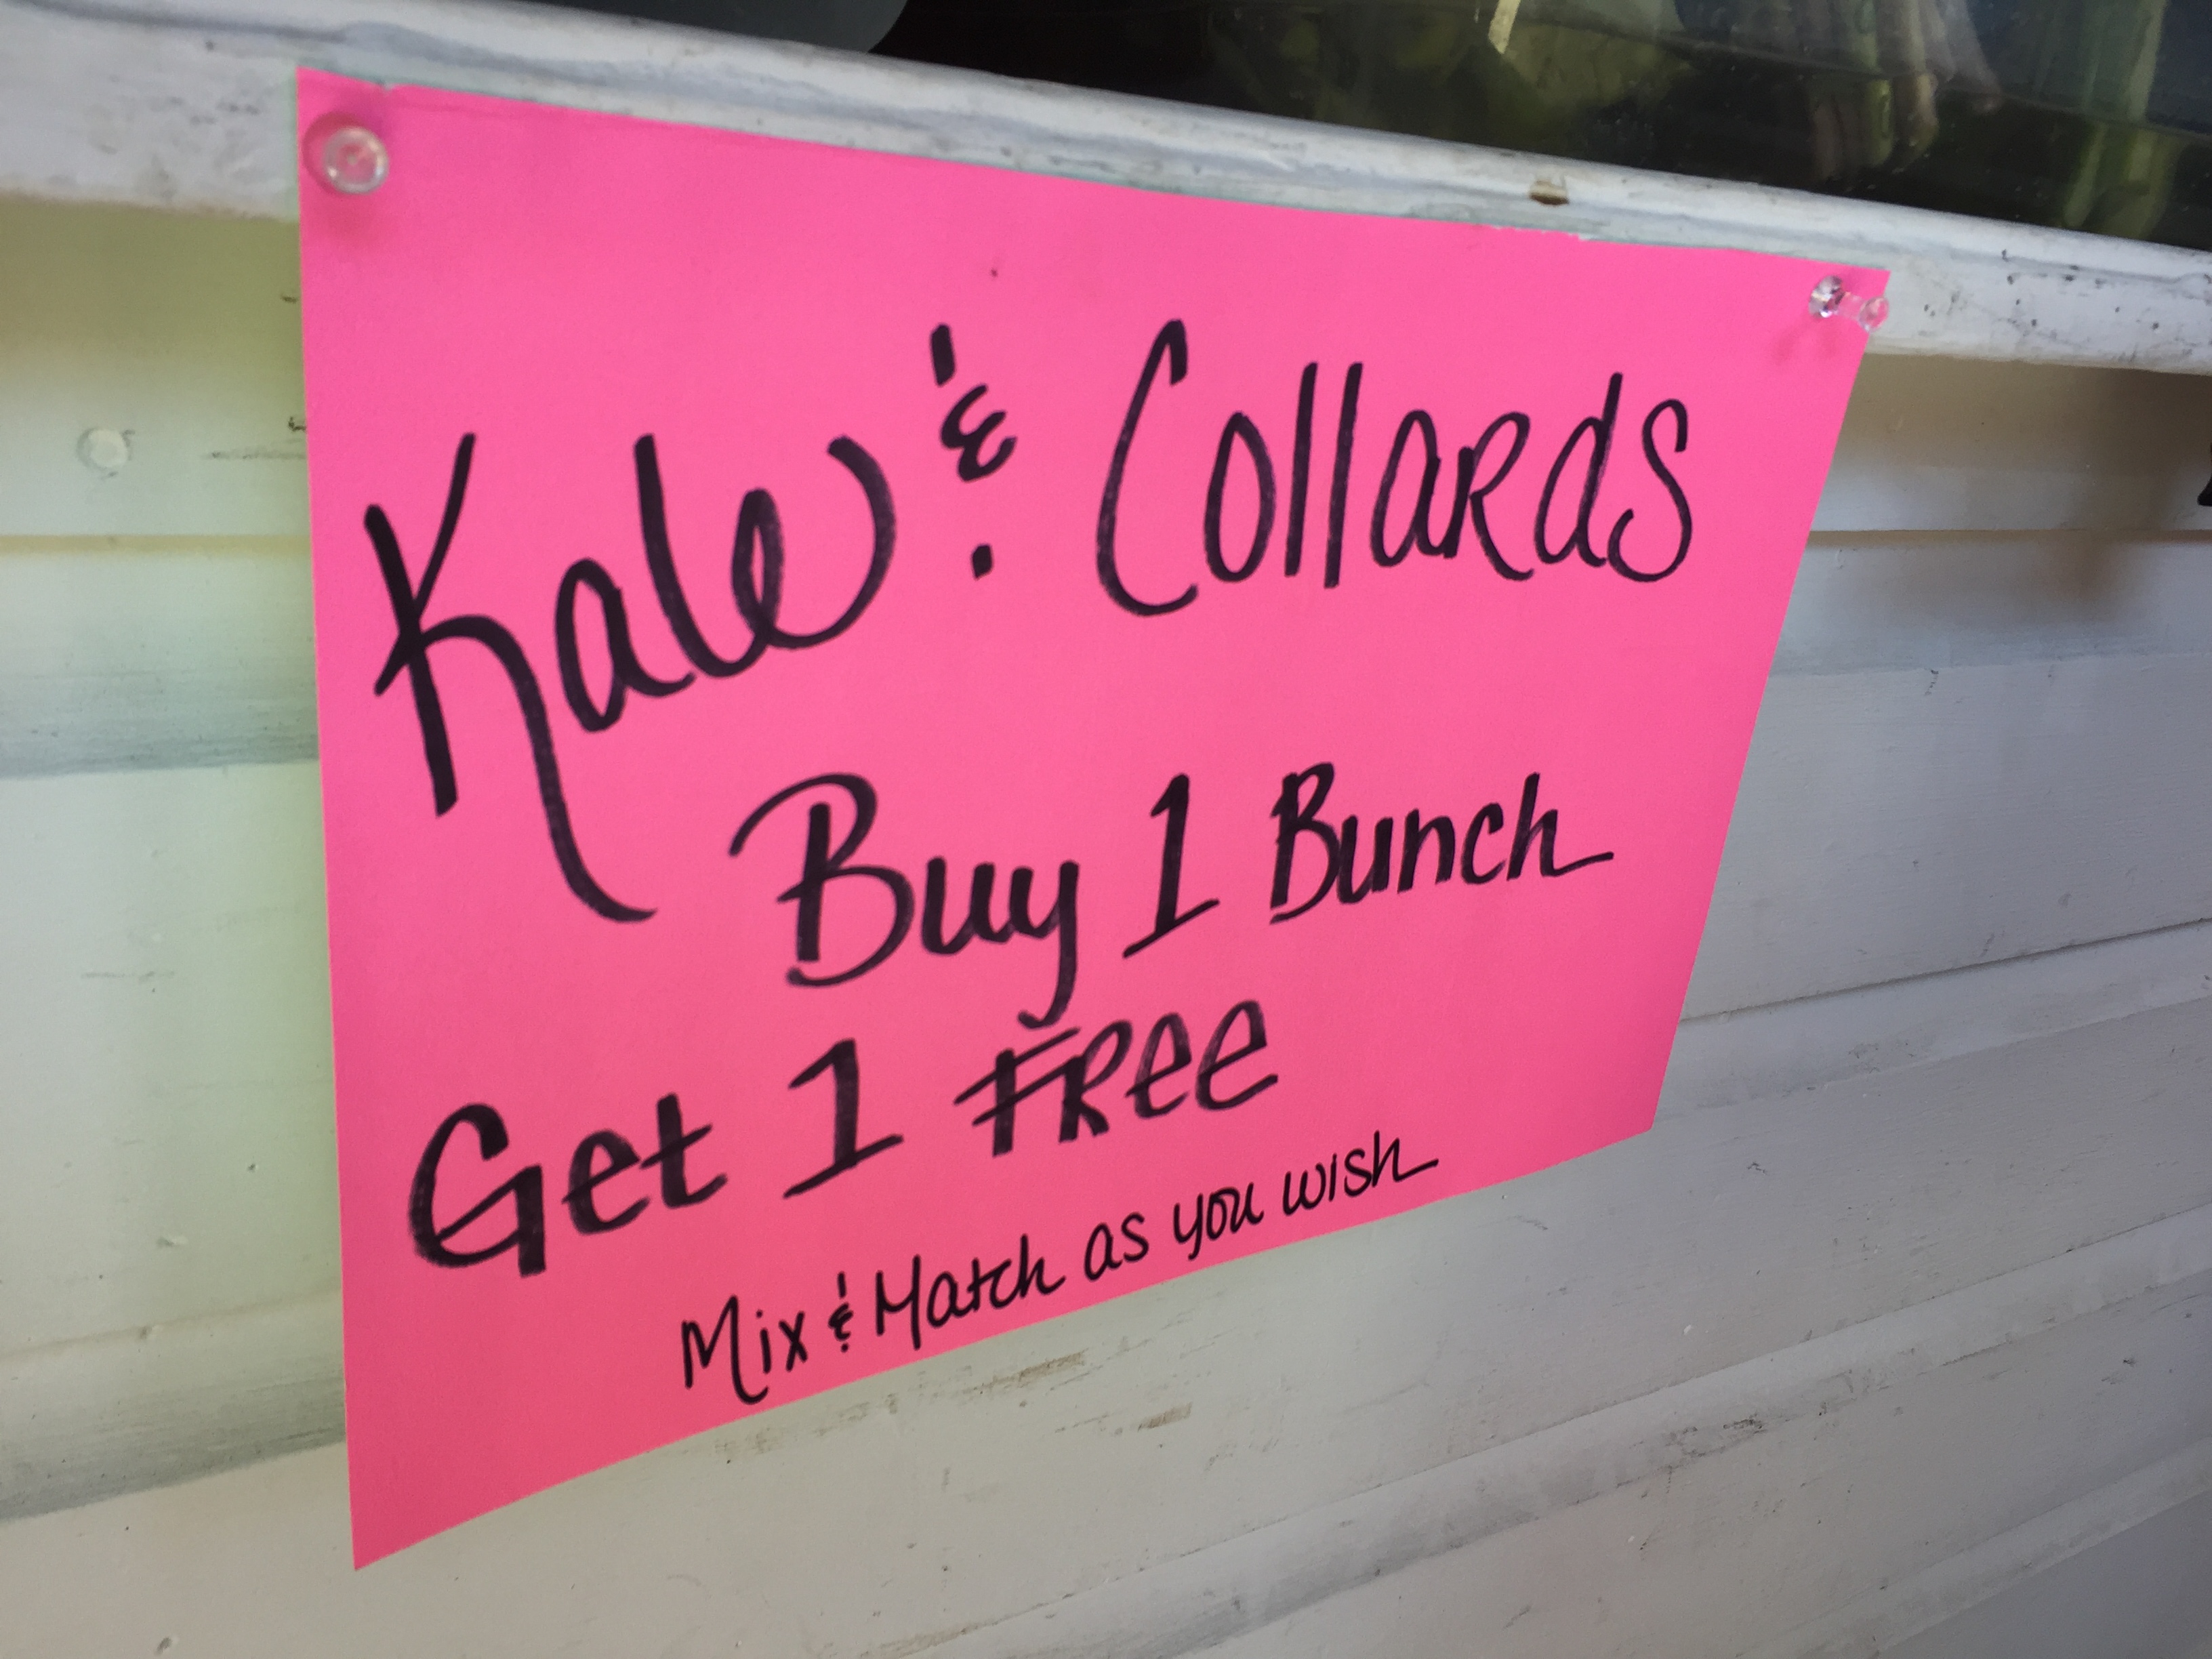 Kale & Collards
Buy 1 Bunch
Get 1 FREE
Mix & Match as you wish